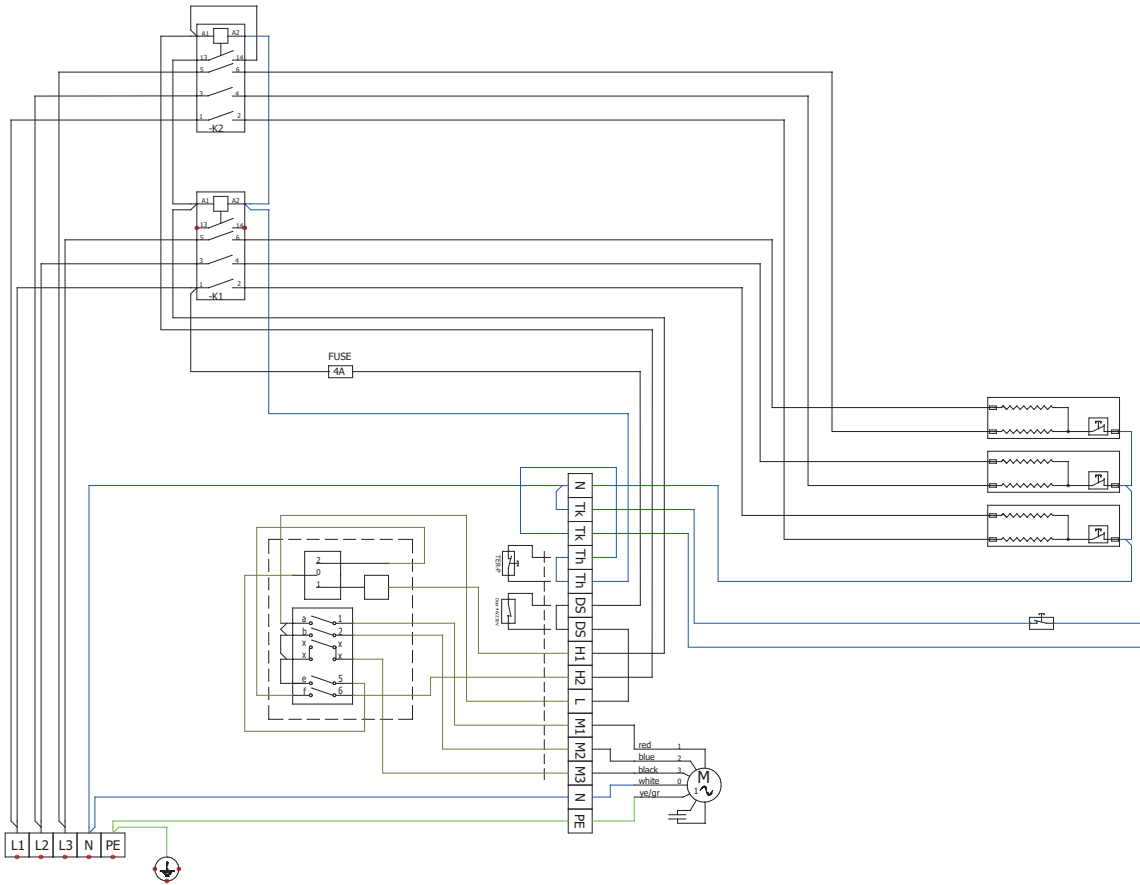 A1 A2
13 14
5 6
3 4
1 2
-K2
A1 A2
13 14
5 6
3 4
1 2
-K1
FUSE
4A
N
Tk
Tk
Th
Th
DS
DS
H1
H2
L
M1
M2
M3
N
PE
TER-P
2
0
1
a 1
b 2
x x
x x
e 5
f 6
red 1
blue 2
black 3
white 0
ye/gr
M
1
L1 L2 L3 N PE